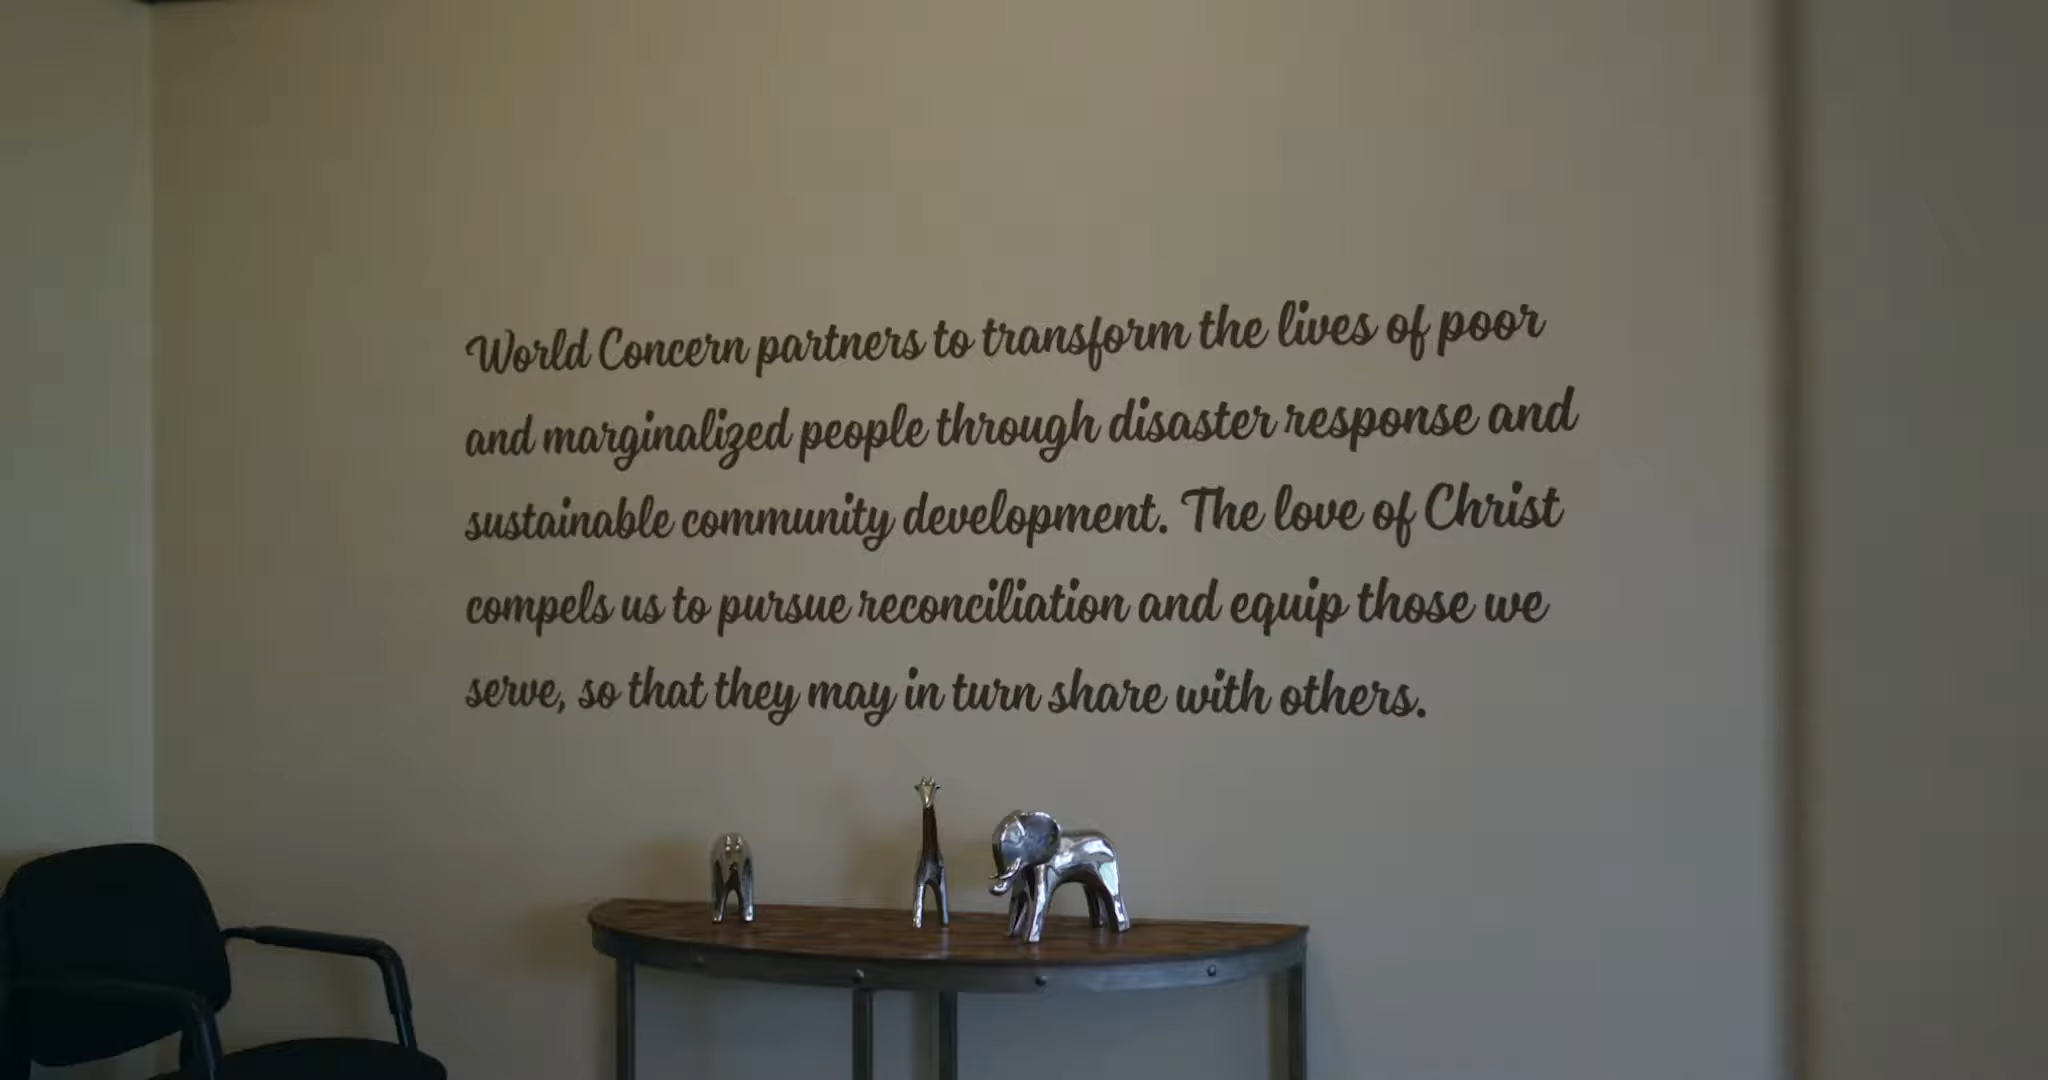 World Concern partners to transform the lives of poor
and marginalized people through disaster response and
sustainable community development. The love of Christ
compels us to pursue reconciliation and equip those we
serve, so that they may in turn share with others.